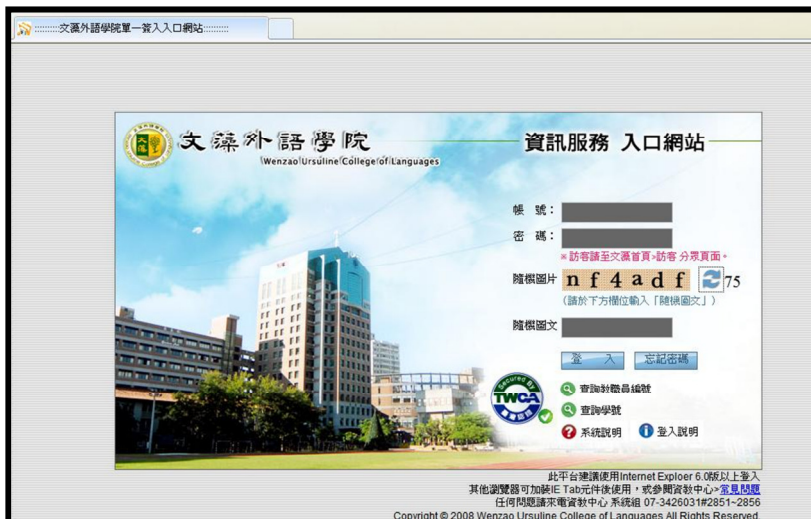 ::::::::::文藻外語學院單一簽入入口網站::::::::::
文藻外語學院
Wenzao Ursuline College of Languages
資訊服務 入口網站
帳 號：
密 碼：
※訪客請至文藻首頁>訪客 分眾頁面。
隨機圖片 nf4adf 75
(請於下方欄位輸入「隨機圖文」)
隨機圖文
登 入 忘記密碼
Secured By
TWCA
查詢教職員編號
查詢學號
系統說明 登入說明
此平台建議使用Internet Exploer 6.0版以上登入
其他瀏覽器可加裝IE Tab元件後使用，或參閱資教中心>常見問題
任何問題請來電資教中心 系統組 07-3426031#2851~2856
Copyright © 2008 Wenzao Ursuline College of Languages All Rights Reserved.